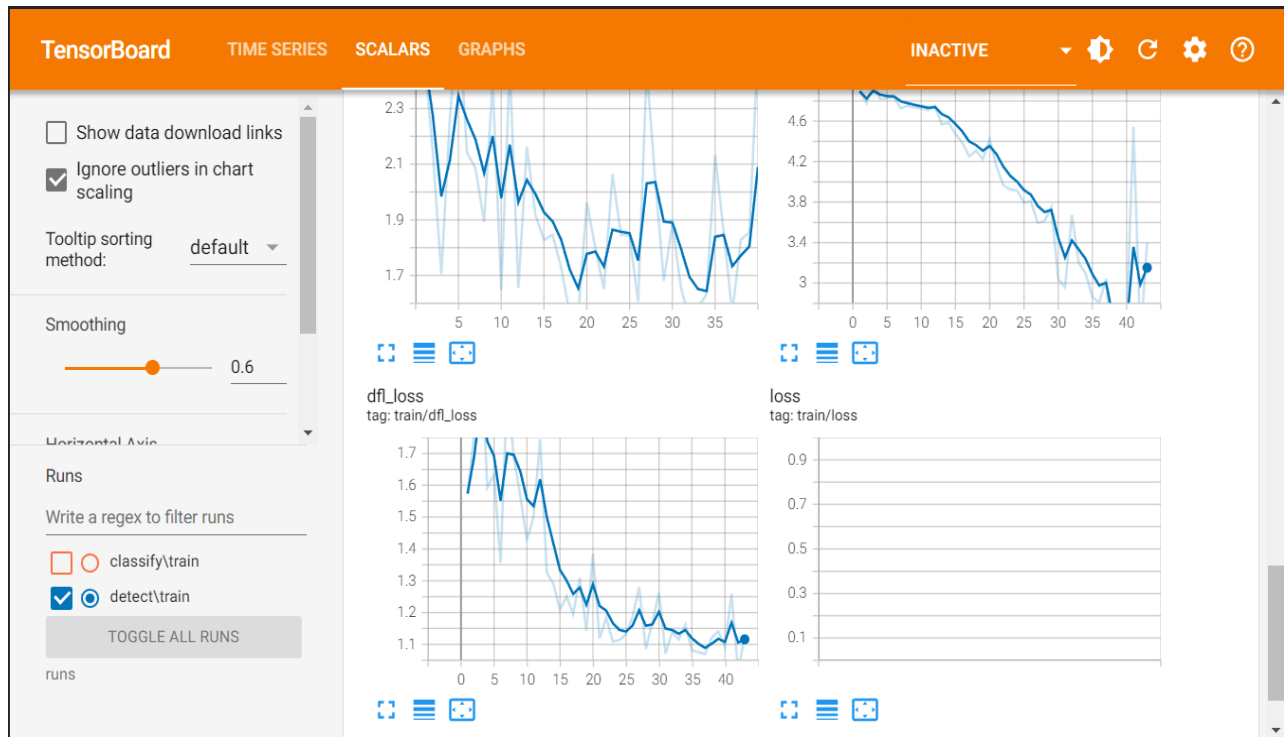 TensorBoard TIME SERIES SCALARS GRAPHS INACTIVE
Show data download links
Ignore outliers in chart
scaling
Tooltip sorting
method:
default
Smoothing
0.6
Horizontal Axis
Runs
Write a regex to filter runs
classify\train
detect\train
TOGGLE ALL RUNS
runs
2.3
2.1
1.9
1.7
5 10 15 20 25 30 35
4.6
4.2
3.8
3.4
3
0 5 10 15 20 25 30 35 40
dfl_loss
tag: train/dfl_loss
1.7
1.6
1.5
1.4
1.3
1.2
1.1
0 5 10 15 20 25 30 35 40
loss
tag: train/loss
0.9
0.7
0.5
0.3
0.1